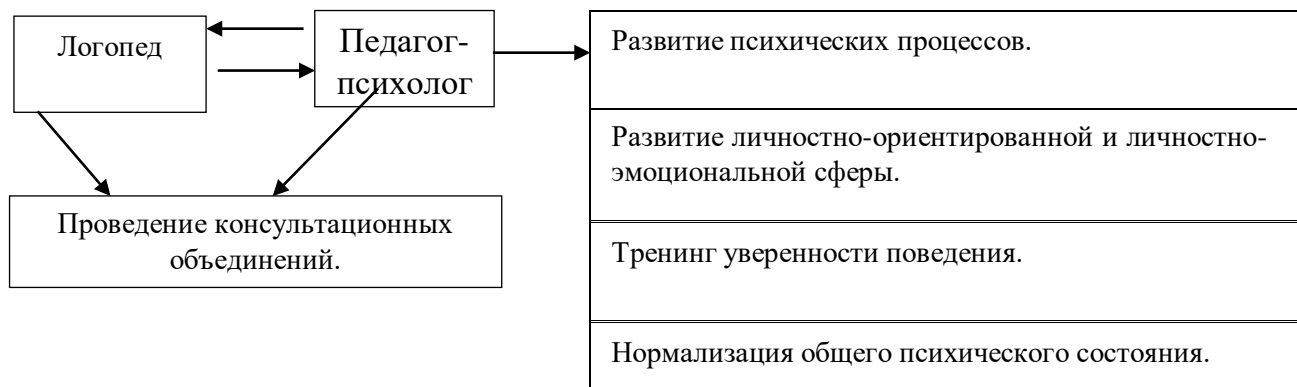 Логопед
Педагог-
психолог
Проведение консультационных
объединений.
Развитие психических процессов.
Развитие личностно-ориентированной и личностно-
эмоциональной сферы.
Тренинг уверенности поведения.
Нормализация общего психического состояния.